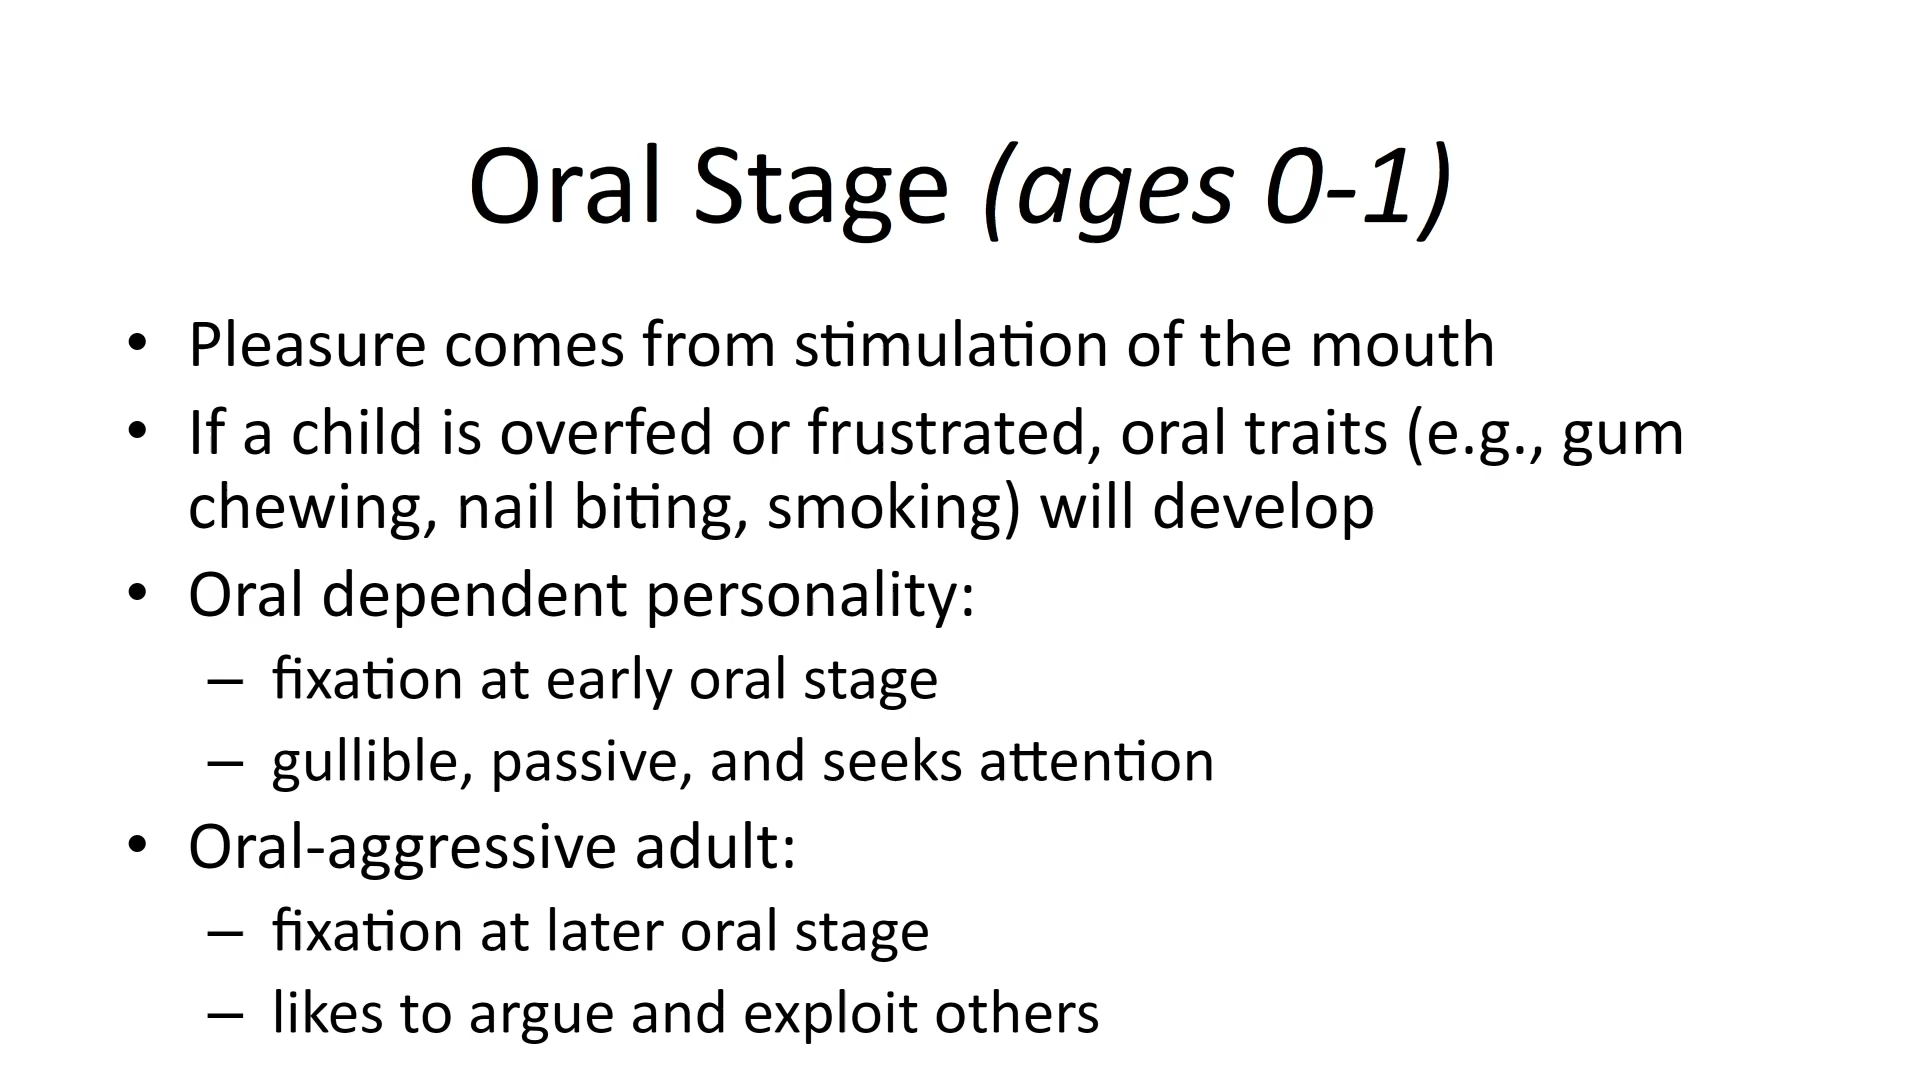 Oral Stage (ages 0-1)
• Pleasure comes from stimulation of the mouth
• If a child is overfed or frustrated, oral traits (e.g., gum
chewing, nail biting, smoking) will develop
• Oral dependent personality:
– fixation at early oral stage
– gullible, passive, and seeks attention
• Oral-aggressive adult:
– fixation at later oral stage
– likes to argue and exploit others